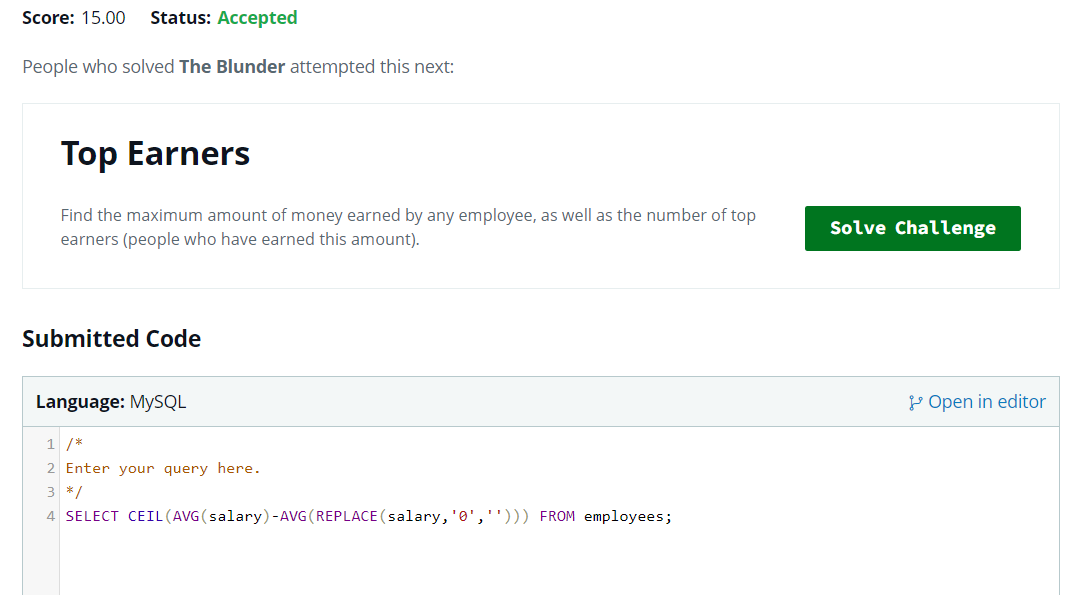 Score: 15.00 Status: Accepted
People who solved The Blunder attempted this next:
Top Earners
Find the maximum amount of money earned by any employee, as well as the number of top
earners (people who have earned this amount).
Solve Challenge
Submitted Code
Language: MySQL
Open in editor
1 /*
2 Enter your query here.
3 */
4 SELECT CEIL(AVG(salary)-AVG(REPLACE(salary,'0',''))) FROM employees;